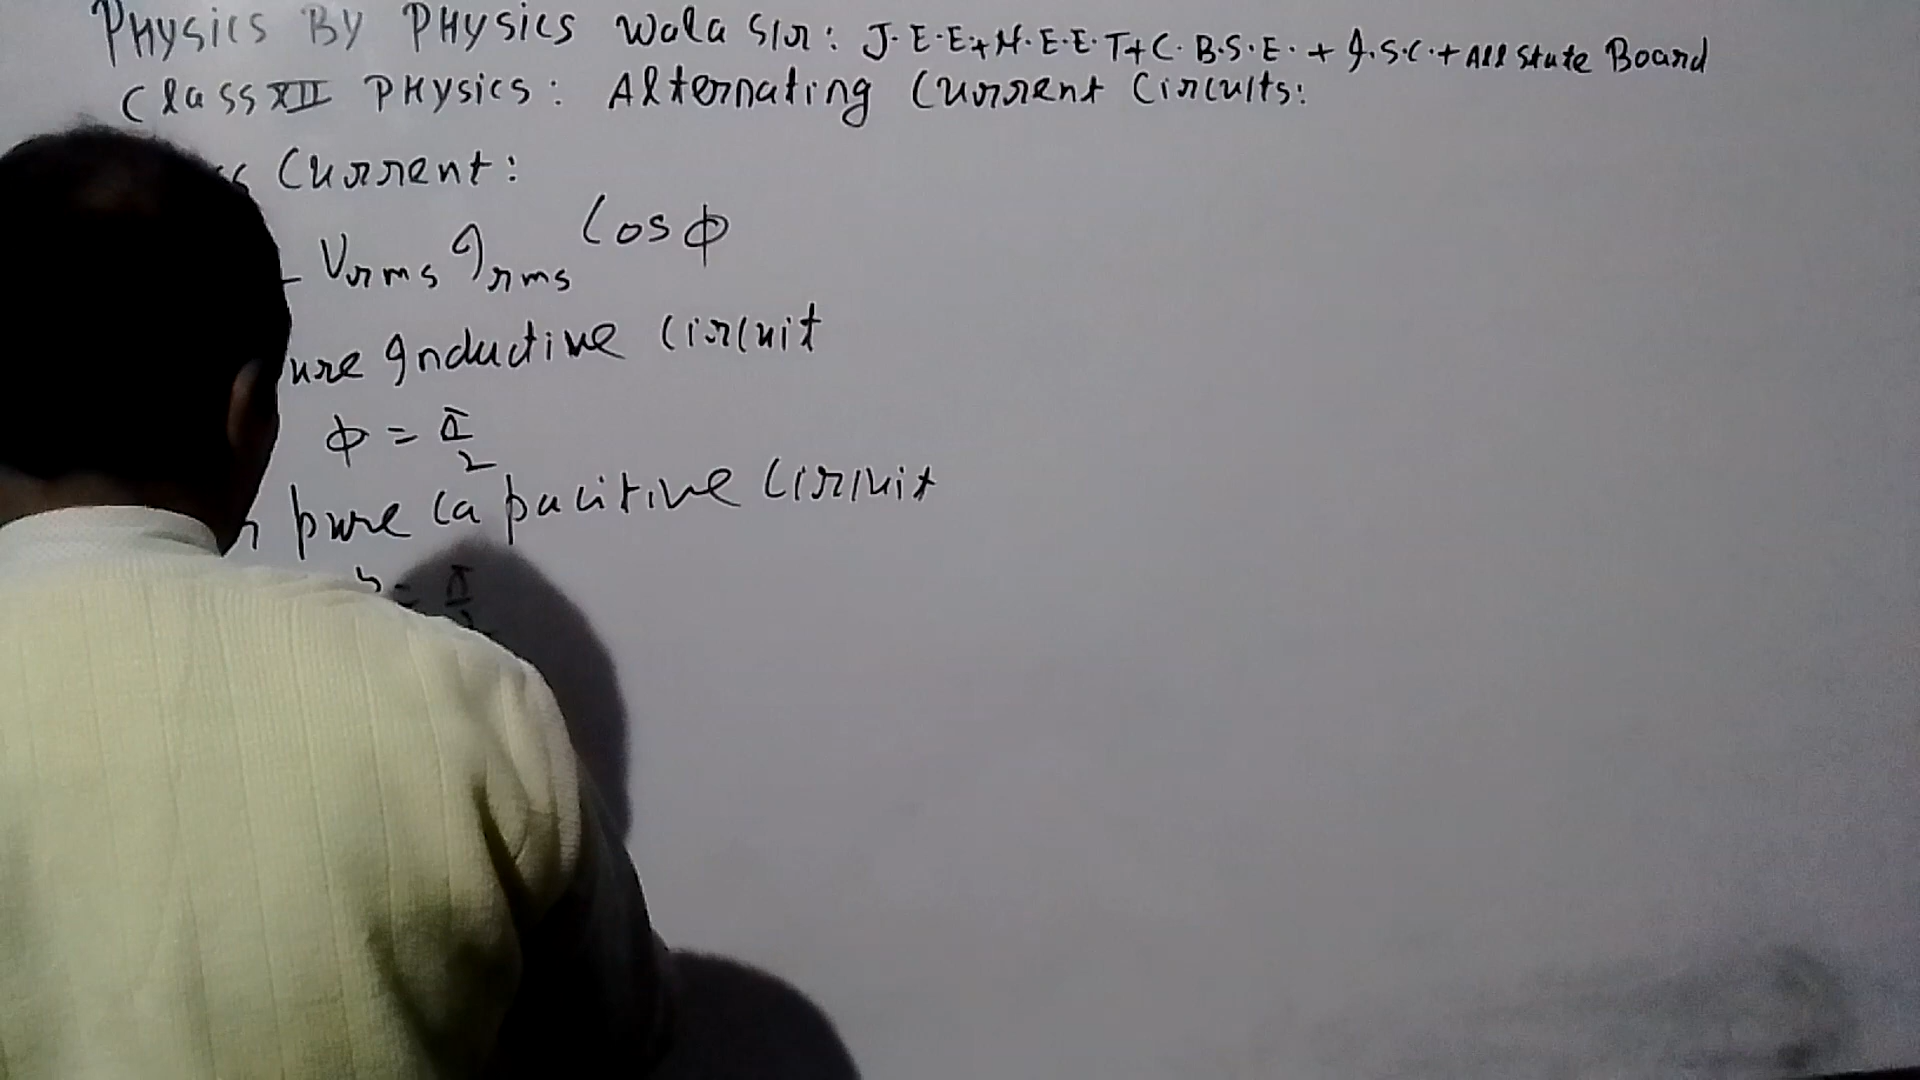 Physics By Physics Wala Sir: J.E.E+N.E.E.T+C.B.S.E.+I.S.C.+All State Board
Class XII Physics: Alternating Current Circuits:
Current:
Vrms Irms Cos φ
Inductive Circuit
φ = π/2
pure Capacitive Circuit
= π